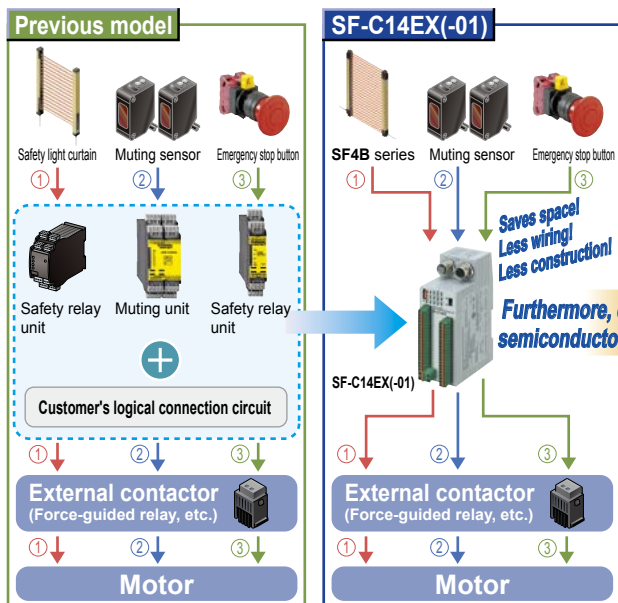 Previous model
Safety light curtain
Muting sensor
Emergency stop button
①
②
③
Safety relay
unit
Muting unit
Safety relay
unit
+
Customer's logical connection circuit
①
②
③
External contactor
(Force-guided relay, etc.)
①
②
③
Motor
SF-C14EX(-01)
SF4B series
Muting sensor
Emergency stop button
①
②
③
Saves space!
Less wiring!
Less construction!
Furthermore,
SF-C14EX(-01)
①
②
③
External contactor
(Force-guided relay, etc.)
①
②
③
Motor